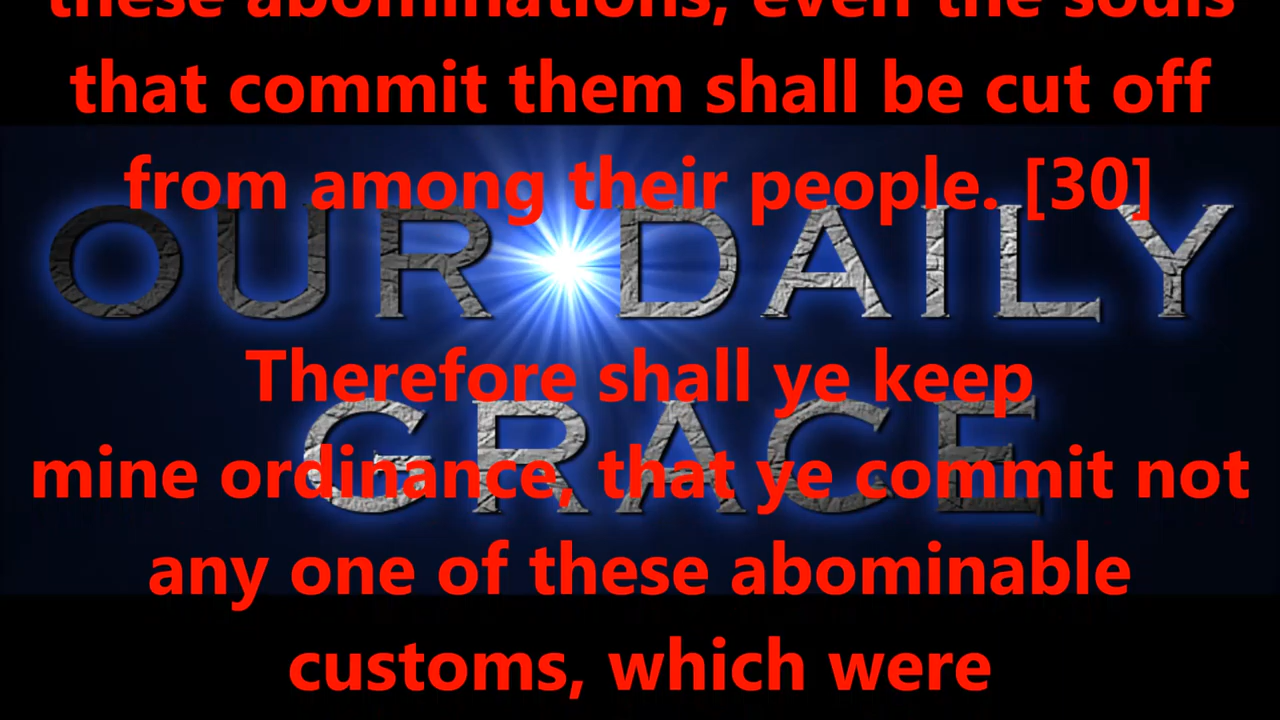 these abominations, even the souls
that commit them shall be cut off
from among their people. [30]
OUR DAILY
Therefore shall ye keep
GRACE
mine ordinance, that ye commit not
any one of these abominable
customs, which were